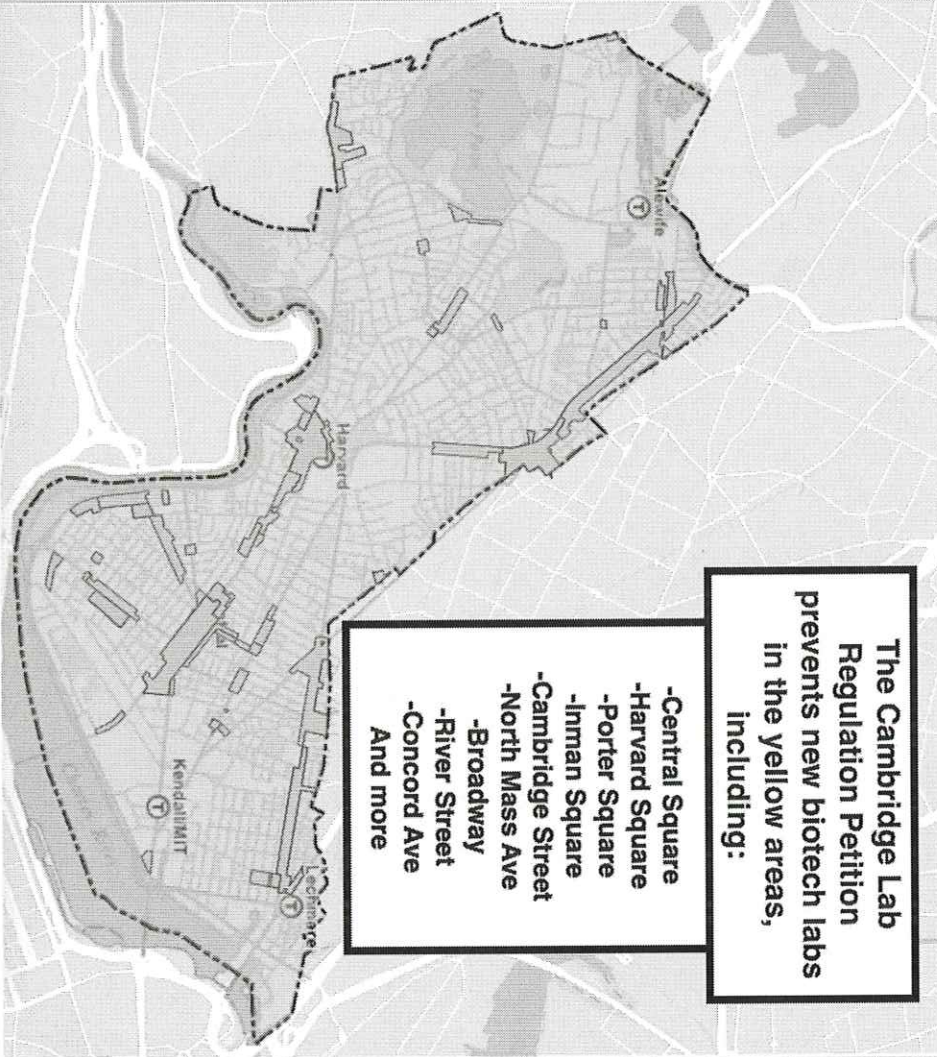 The Cambridge Lab
Regulation Petition
prevents new biotech labs
in the yellow areas,
including:
-Central Square
-Harvard Square
-Porter Square
-Inman Square
-Cambridge Street
-North Mass Ave
-Broadway
-River Street
-Concord Ave
And more
Alewife
T
Harvard
T
Kendall/MIT
T
Lechmere
T